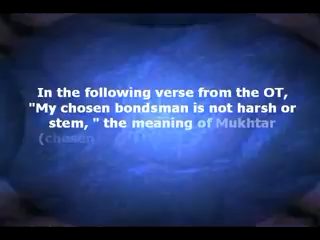 In the following verse from the OT,
"My chosen bondsman is not harsh or
stem, " the meaning of Mukhtar
(chosen